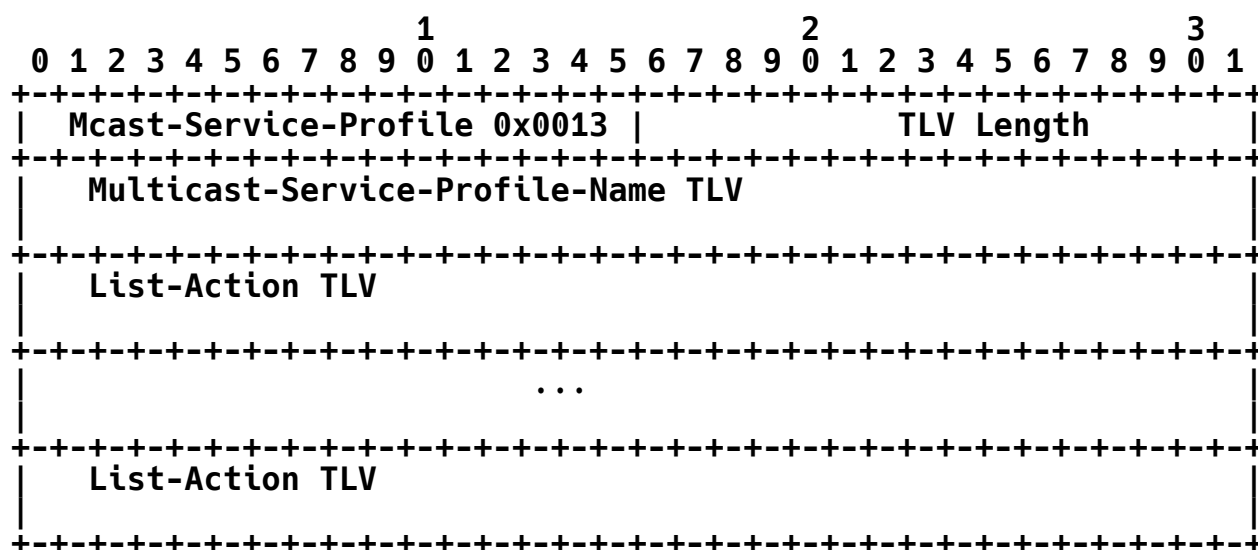 1                   2                   3
 0 1 2 3 4 5 6 7 8 9 0 1 2 3 4 5 6 7 8 9 0 1 2 3 4 5 6 7 8 9 0 1
+-+-+-+-+-+-+-+-+-+-+-+-+-+-+-+-+-+-+-+-+-+-+-+-+-+-+-+-+-+-+-+-+
|  Mcast-Service-Profile 0x0013 |             TLV Length        |
+-+-+-+-+-+-+-+-+-+-+-+-+-+-+-+-+-+-+-+-+-+-+-+-+-+-+-+-+-+-+-+-+
|   Multicast-Service-Profile-Name TLV                          |
|                                                               |
+-+-+-+-+-+-+-+-+-+-+-+-+-+-+-+-+-+-+-+-+-+-+-+-+-+-+-+-+-+-+-+-+
|   List-Action TLV                                             |
|                                                               |
+-+-+-+-+-+-+-+-+-+-+-+-+-+-+-+-+-+-+-+-+-+-+-+-+-+-+-+-+-+-+-+-+
|                          ...                                  |
|                                                               |
+-+-+-+-+-+-+-+-+-+-+-+-+-+-+-+-+-+-+-+-+-+-+-+-+-+-+-+-+-+-+-+-+
|   List-Action TLV                                             |
|                                                               |
+-+-+-+-+-+-+-+-+-+-+-+-+-+-+-+-+-+-+-+-+-+-+-+-+-+-+-+-+-+-+-+-+